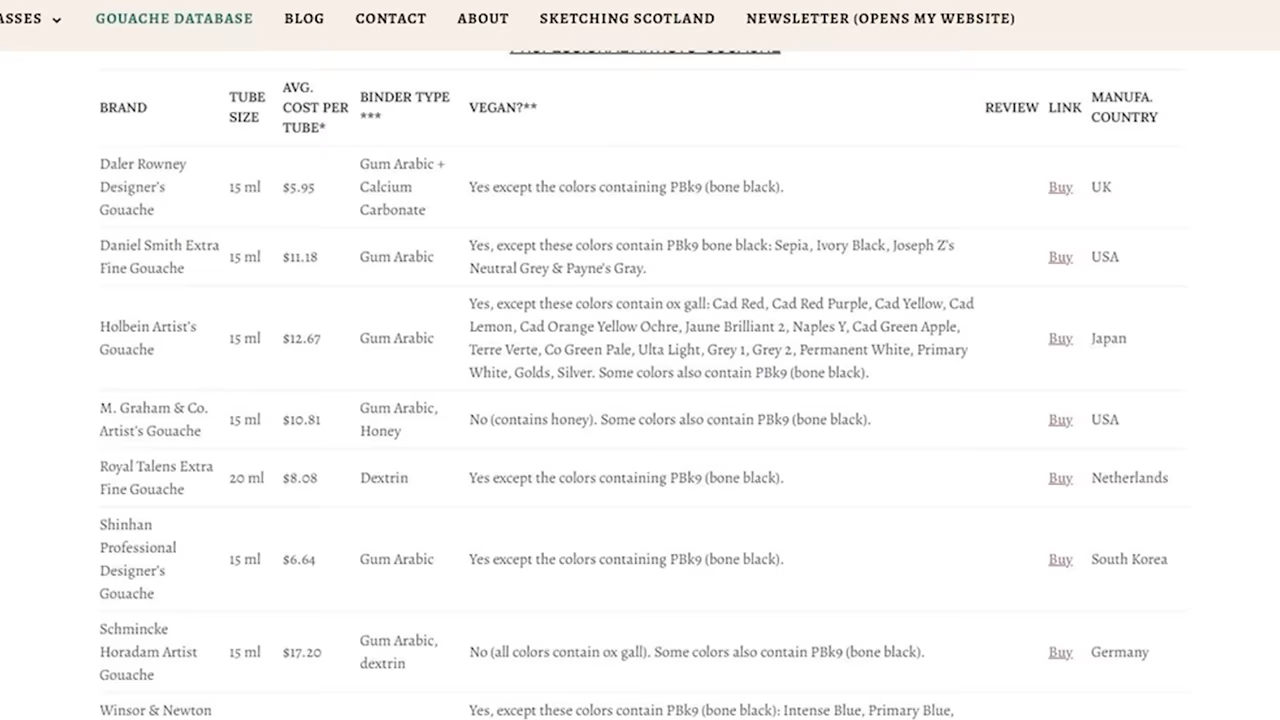 ASSES GOUACHE DATABASE BLOG CONTACT ABOUT SKETCHING SCOTLAND NEWSLETTER (OPENS MY WEBSITE)
BRAND
TUBE
SIZE
AVG.
COST PER
TUBE*
BINDER TYPE
***
VEGAN?**
REVIEW
LINK
MANUFA.
COUNTRY
Daler Rowney
Designer's
Gouache
15 ml
$5.95
Gum Arabic +
Calcium
Carbonate
Yes except the colors containing PBk9 (bone black).
Buy
UK
Daniel Smith Extra
Fine Gouache
15 ml
$11.18
Gum Arabic
Yes, except these colors contain PBk9 bone black: Sepia, Ivory Black, Joseph Z's
Neutral Grey & Payne's Gray.
Buy
USA
Holbein Artist's
Gouache
15 ml
$12.67
Gum Arabic
Yes, except these colors contain ox gall: Cad Red, Cad Red Purple, Cad Yellow, Cad
Lemon, Cad Orange Yellow Ochre, Jaune Brilliant 2, Naples Y, Cad Green Apple,
Terre Verte, Co Green Pale, Ulta Light, Grey 1, Grey 2, Permanent White, Primary
White, Golds, Silver. Some colors also contain PBk9 (bone black).
Buy
Japan
M. Graham & Co.
Artist's Gouache
15 ml
$10.81
Gum Arabic,
Honey
No (contains honey). Some colors also contain PBk9 (bone black).
Buy
USA
Royal Talens Extra
Fine Gouache
20 ml
$8.08
Dextrin
Yes except the colors containing PBk9 (bone black).
Buy
Netherlands
Shinhan
Professional
Designer's
Gouache
15 ml
$6.64
Gum Arabic
Yes except the colors containing PBk9 (bone black).
Buy
South Korea
Schmincke
Horadam Artist
Gouache
15 ml
$17.20
Gum Arabic,
dextrin
No (all colors contain ox gall). Some colors also contain PBk9 (bone black).
Buy
Germany
Winsor & Newton
Yes, except these colors contain PBk9 (bone black): Intense Blue, Primary Blue,